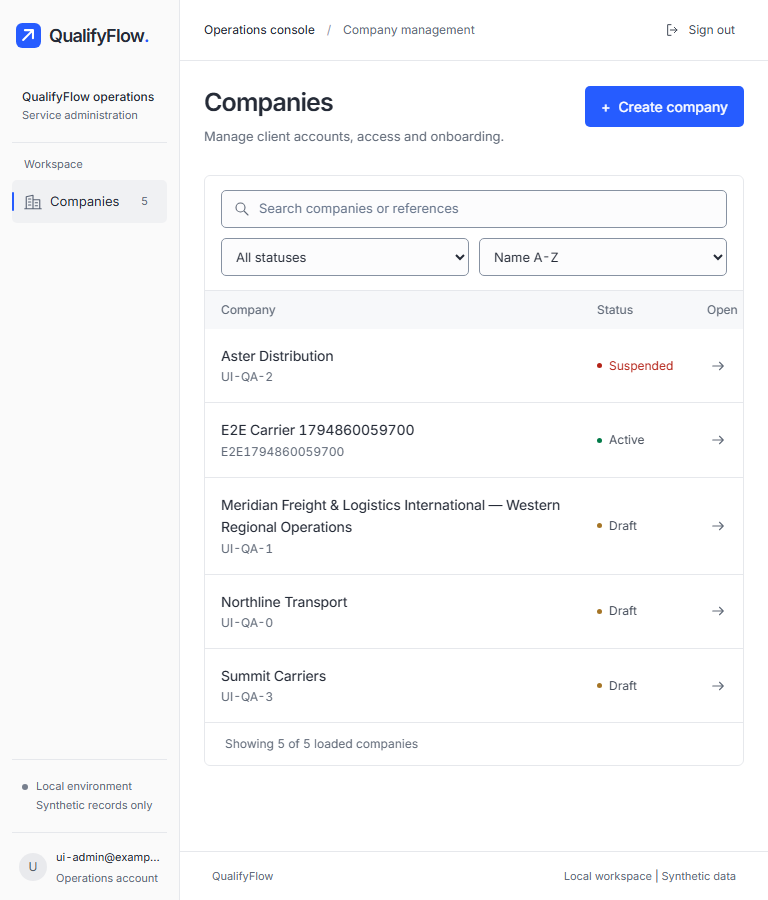 QualifyFlow.
QualifyFlow operations
Service administration
Workspace
Companies 5
Local environment
Synthetic records only
U
ui-admin@examp...
Operations account
Operations console / Company management
Sign out
Companies
Manage client accounts, access and onboarding.
+ Create company
Search companies or references
All statuses
Name A-Z
Company Status Open
Aster Distribution
UI-QA-2
Suspended
E2E Carrier 1794860059700
E2E1794860059700
Active
Meridian Freight & Logistics International — Western
Regional Operations
UI-QA-1
Draft
Northline Transport
UI-QA-0
Draft
Summit Carriers
UI-QA-3
Draft
Showing 5 of 5 loaded companies
QualifyFlow
Local workspace | Synthetic data